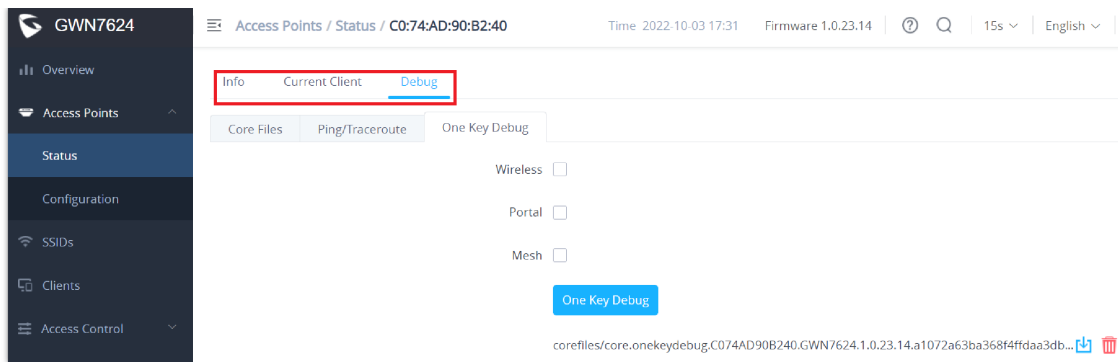 GWN7624
Access Points / Status / C0:74:AD:90:B2:40
Time 2022-10-03 17:31
Firmware 1.0.23.14
15s
English
Overview
Access Points
Status
Configuration
SSIDs
Clients
Access Control
Info
Current Client
Debug
Core Files
Ping/Traceroute
One Key Debug
Wireless
Portal
Mesh
One Key Debug
corefiles/core.onekeydebug.C074AD90B240.GWN7624.1.0.23.14.a1072a63ba368f4ffdaa3db...